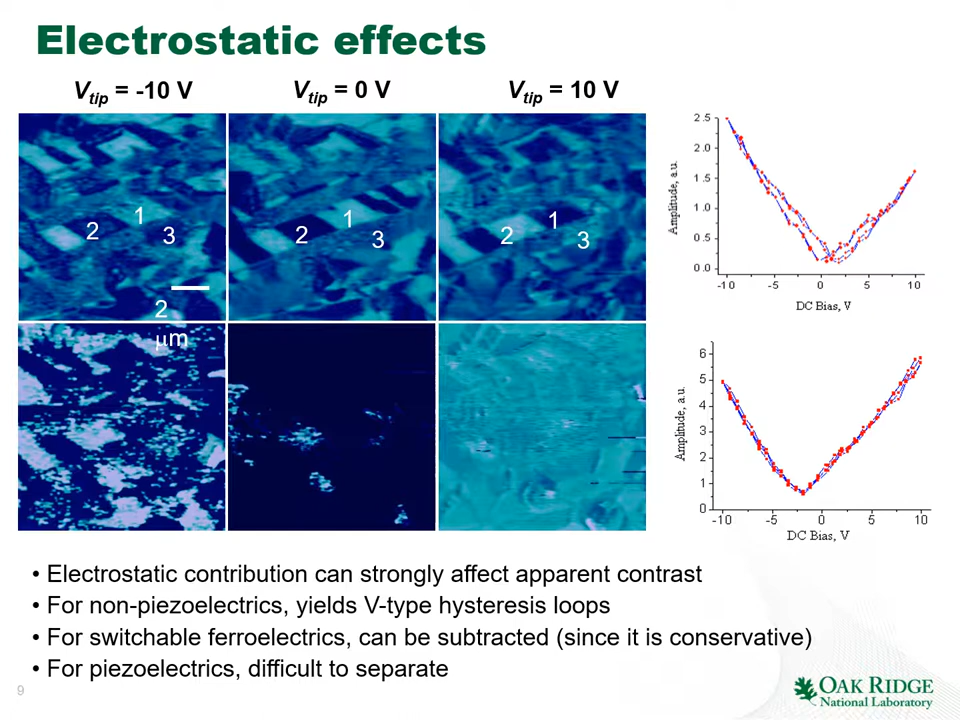 Electrostatic effects
Vtip = -10 V
Vtip = 0 V
Vtip = 10 V
1
2
3
2
μm
1
2
3
1
2
3
2.5
2.0
1.5
1.0
0.5
0.0
Amplitude, a.u.
-10 -5 0 5 10
DC Bias, V
6
5
4
3
2
1
0
Amplitude, a.u.
-10 -5 0 5 10
DC Bias, V
• Electrostatic contribution can strongly affect apparent contrast
• For non-piezoelectrics, yields V-type hysteresis loops
• For switchable ferroelectrics, can be subtracted (since it is conservative)
• For piezoelectrics, difficult to separate
9
OAK RIDGE
National Laboratory